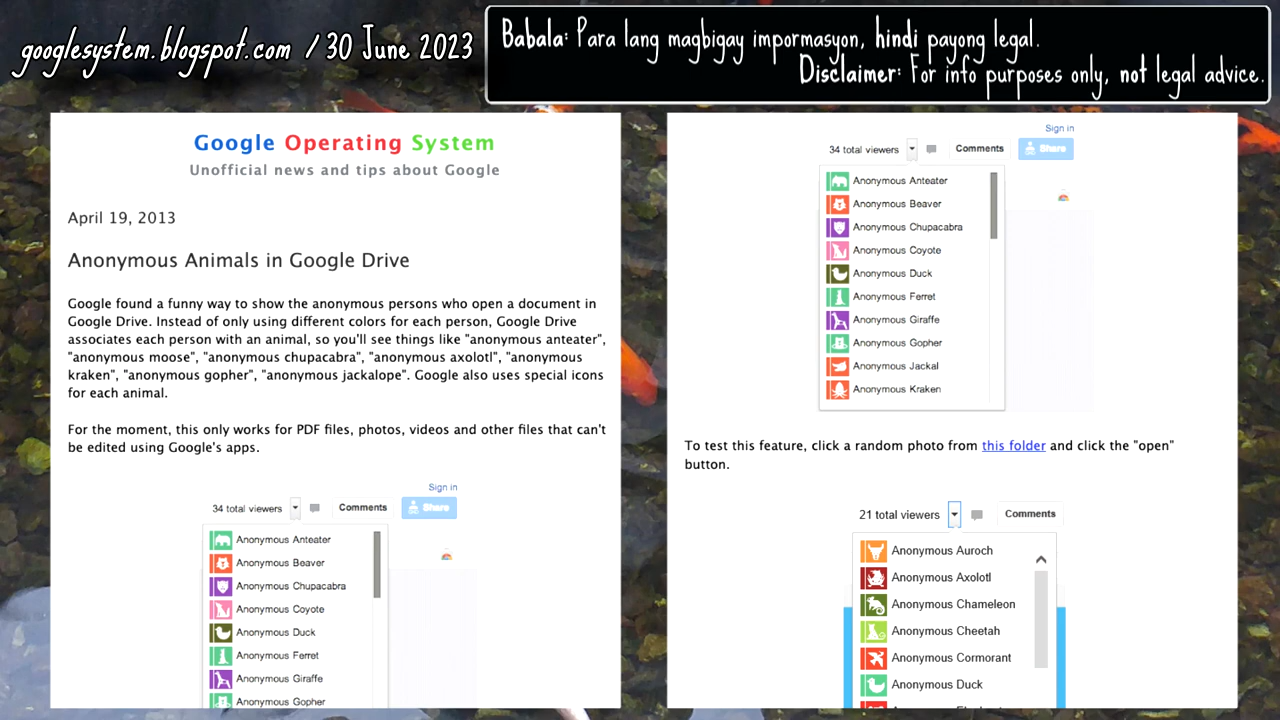 googlesystem.blogspot.com / 30 June 2023
Babala: Para lang magbigay impormasyon, hindi payong legal.
Disclaimer: For info purposes only, not legal advice.
Google Operating System
Unofficial news and tips about Google
April 19, 2013
Anonymous Animals in Google Drive
Google found a funny way to show the anonymous persons who open a document in
Google Drive. Instead of only using different colors for each person, Google Drive
associates each person with an animal, so you'll see things like "anonymous anteater",
"anonymous moose", "anonymous chupacabra", "anonymous axolotl", "anonymous
kraken", "anonymous gopher", "anonymous jackalope". Google also uses special icons
for each animal.
For the moment, this only works for PDF files, photos, videos and other files that can't
be edited using Google's apps.
Sign in
34 total viewers Comments Share
Anonymous Anteater
Anonymous Beaver
Anonymous Chupacabra
Anonymous Coyote
Anonymous Duck
Anonymous Ferret
Anonymous Giraffe
Anonymous Gopher
Sign in
34 total viewers Comments Share
Anonymous Anteater
Anonymous Beaver
Anonymous Chupacabra
Anonymous Coyote
Anonymous Duck
Anonymous Ferret
Anonymous Giraffe
Anonymous Gopher
Anonymous Jackal
Anonymous Kraken
To test this feature, click a random photo from this folder and click the "open"
button.
21 total viewers Comments
Anonymous Auroch
Anonymous Axolotl
Anonymous Chameleon
Anonymous Cheetah
Anonymous Cormorant
Anonymous Duck